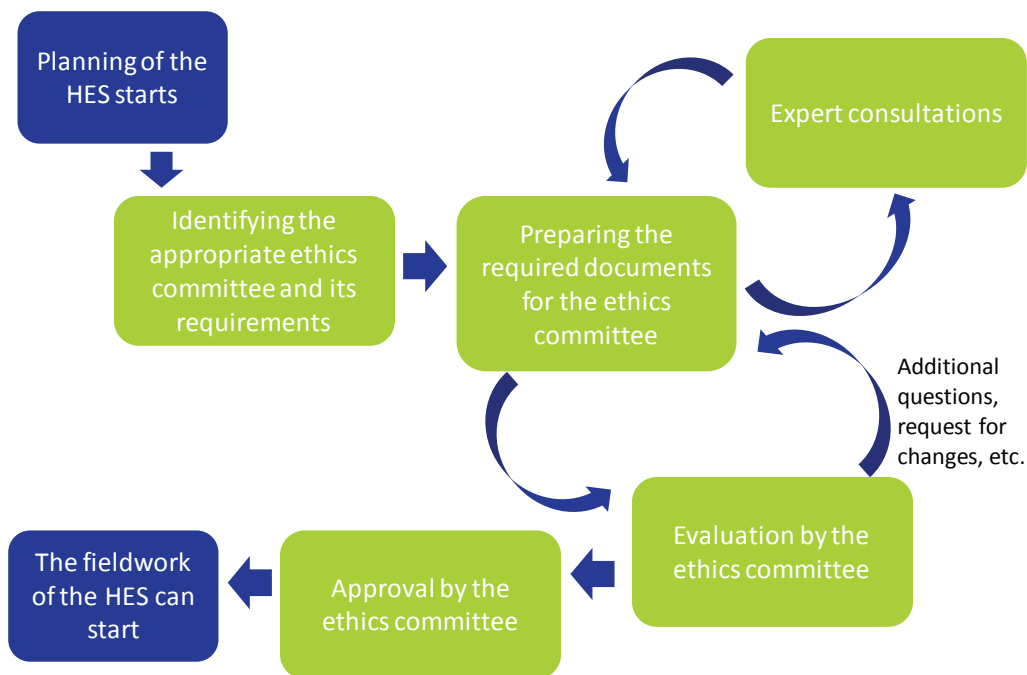 Planning of the
HES starts
Expert consultations
Identifying the
appropriate ethics
committee and its
requirements
Preparing the
required documents
for the ethics
committee
Additional
questions,
request for
changes, etc.
Evaluation by the
ethics committee
Approval by the
ethics committee
The fieldwork
of the HES can
start